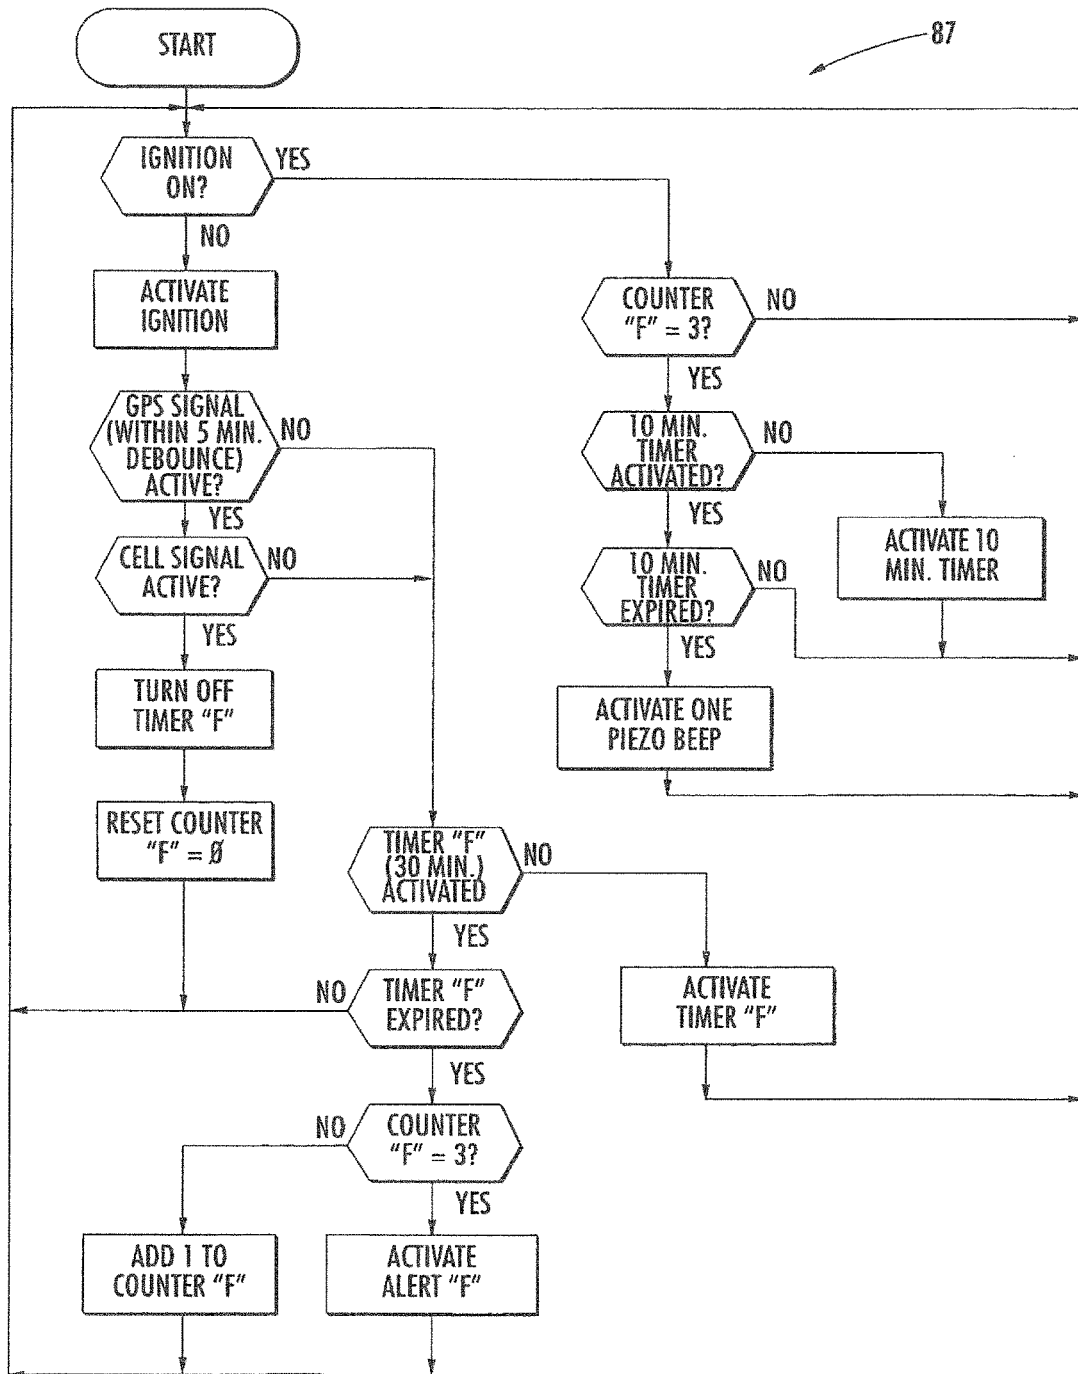 START
87
IGNITION
ON?
YES
NO
ACTIVATE
IGNITION
COUNTER
"F" = 3?
NO
YES
GPS SIGNAL
(WITHIN 5 MIN.
DEBOUNCE)
ACTIVE?
NO
YES
10 MIN.
TIMER
ACTIVATED?
NO
YES
ACTIVATE 10
MIN. TIMER
CELL SIGNAL
ACTIVE?
NO
YES
10 MIN.
TIMER
EXPIRED?
NO
YES
TURN OFF
TIMER "F"
ACTIVATE ONE
PIEZO BEEP
RESET COUNTER
"F" = Ø
TIMER "F"
(30 MIN.)
ACTIVATED
NO
YES
TIMER "F"
EXPIRED?
NO
YES
ACTIVATE
TIMER "F"
COUNTER
"F" = 3?
NO
YES
ADD 1 TO
COUNTER "F"
ACTIVATE
ALERT "F"